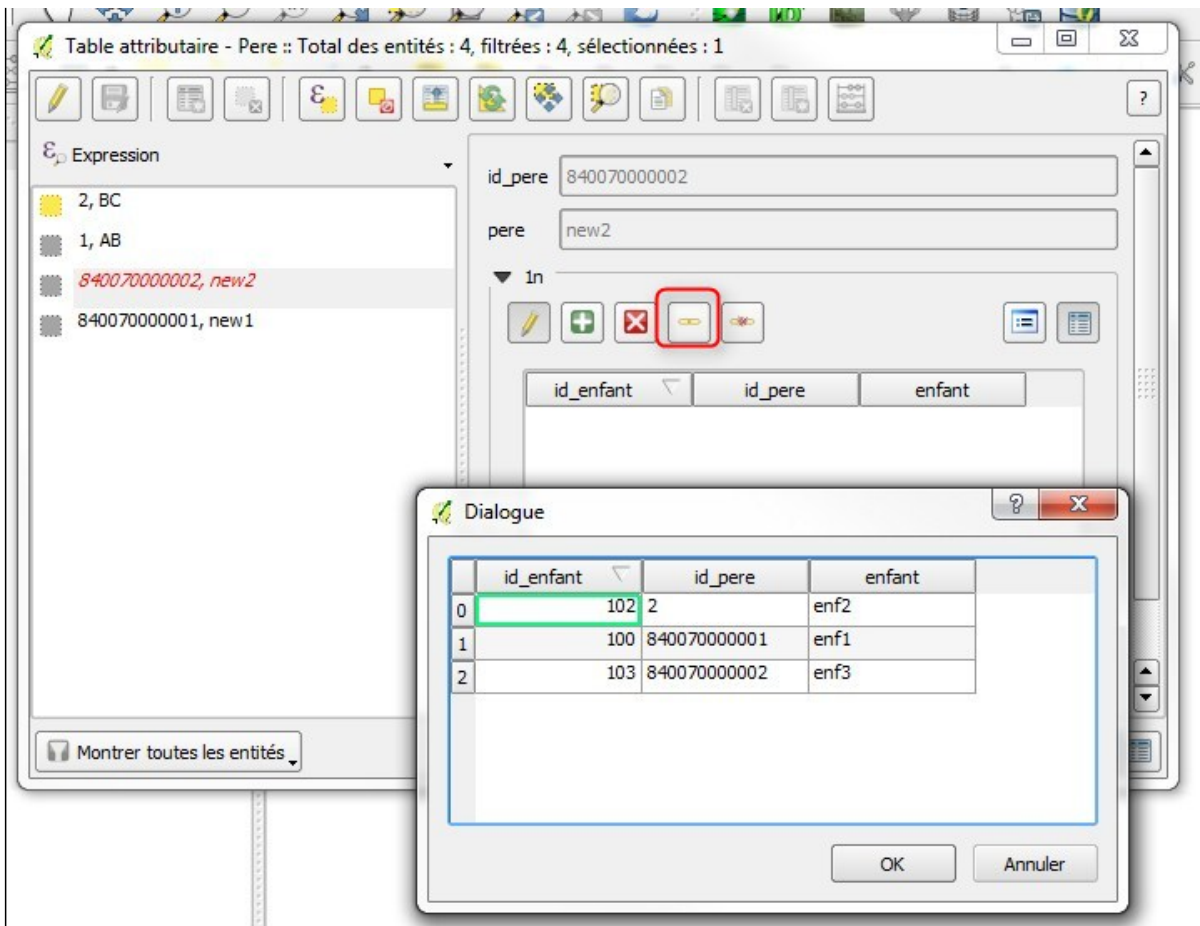 Table attributaire - Pere :: Total des entités : 4, filtrées : 4, sélectionnées : 1
ε
?
ε Expression
2, BC
1, AB
840070000002, new2
840070000001, new1
id_pere 840070000002
pere new2
1n
id_enfant id_pere enfant
Dialogue
?
id_enfant id_pere enfant
0 102 2 enf2
1 100 840070000001 enf1
2 103 840070000002 enf3
Montrer toutes les entités
OK Annuler